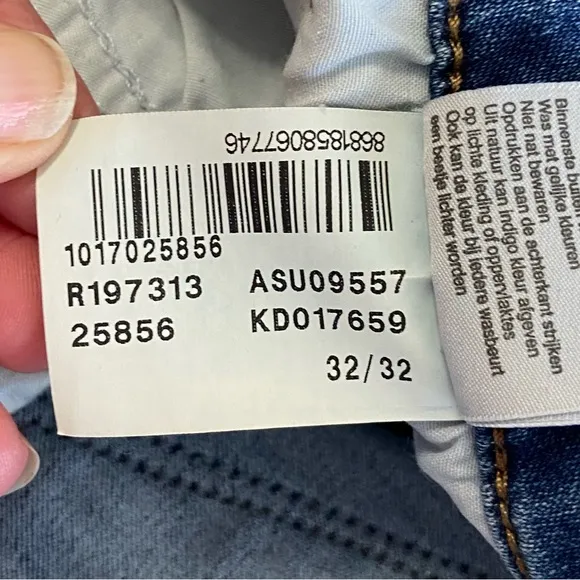 8681858067746
1017025856
R197313 ASU09557
25856 KD017659
32/32
Binnenste buiten
Was met gelijke kleuren
Niet nat bewaren
Opdrukken aan de achterkant strijken
Uit natuur kan indigo kleur afgeven
op lichte kleding of oppervlaktes
Ook kan de kleur bij iedere wasbeurt
een beetje lichter worden